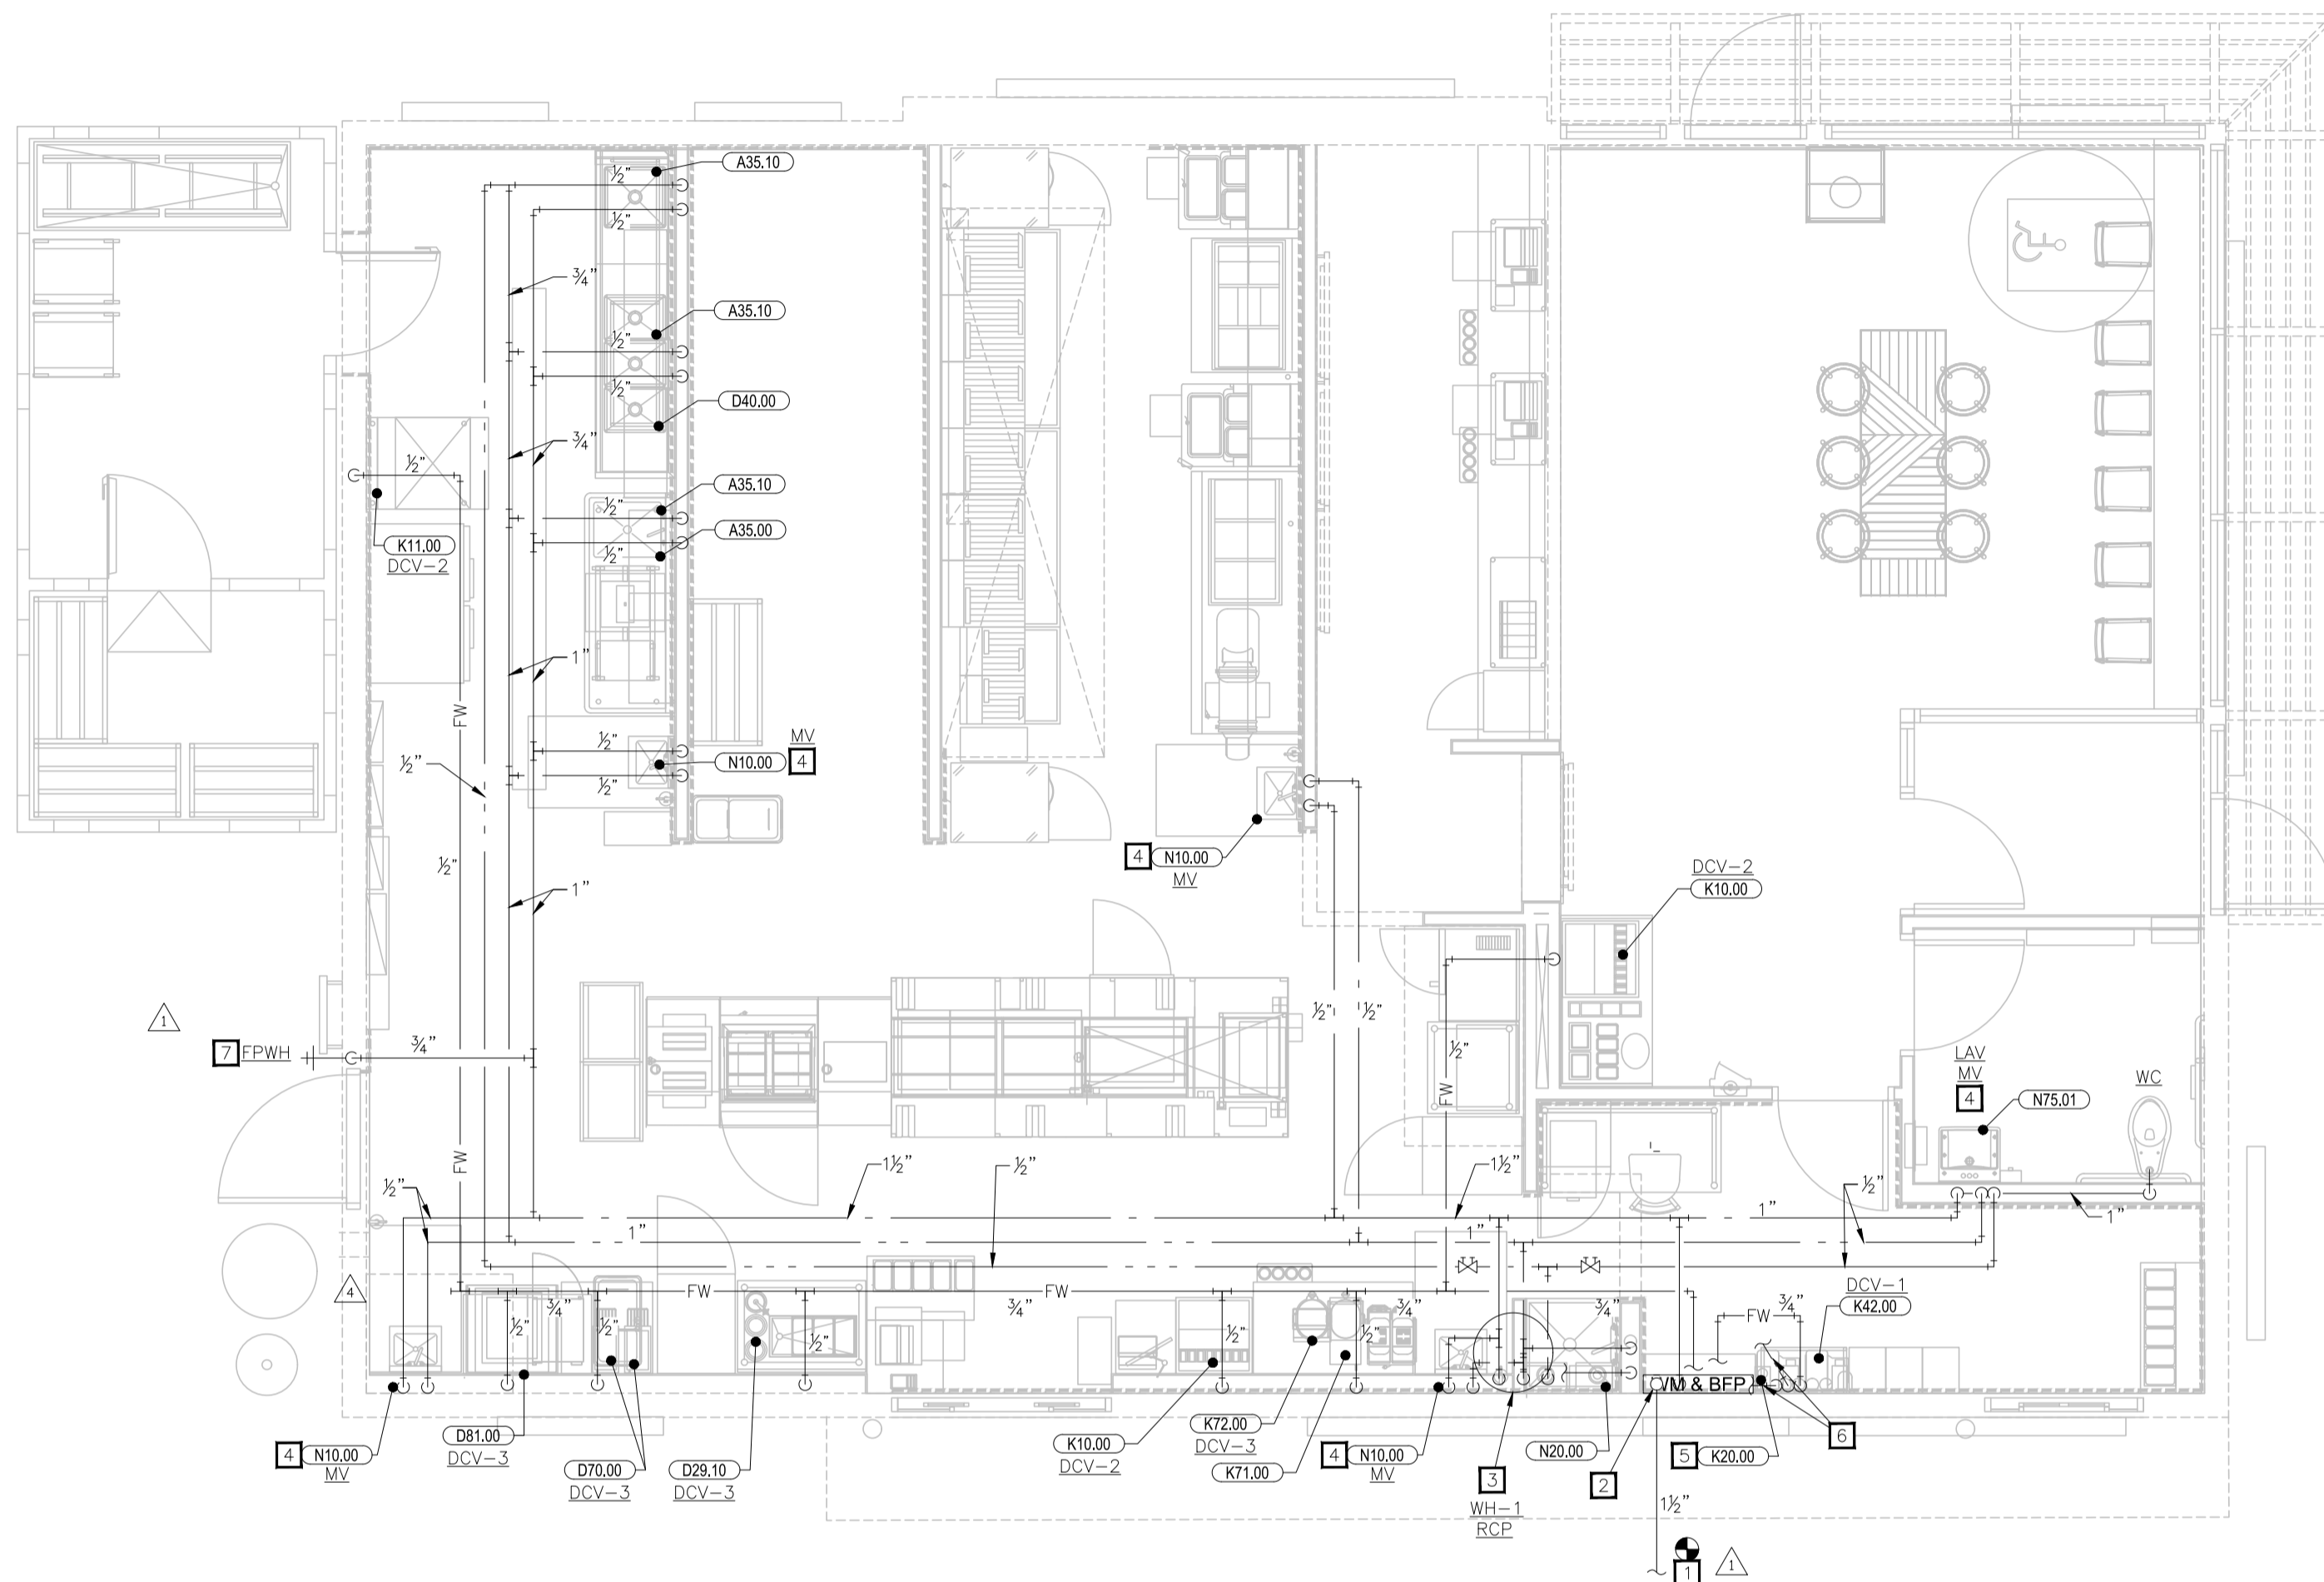 A35.10
½"
½"
¾"
A35.10
½"
½"
D40.00
¾"
½"
A35.10
½"
A35.00
½"
K11.00
DCV-2
1"
FW
MV
½"
N10.00
4
½"
½"
½"
1"
4
N10.00
MV
DCV-2
K10.00
½"
½"
1
7
FPWH
¾"
½"
FW
LAV
MV
4
N75.01
WC
FW
½"
1½"
½"
1½"
½"
1"
1"
1"
1"
4
FW
FW
¾"
¾"
¾"
¾"
½"
½"
½"
½"
½"
DCV-1
K42.00
FW
¾"
WM & BFP
4
N10.00
MV
D81.00
DCV-3
D70.00
DCV-3
D29.10
DCV-3
K10.00
DCV-2
K72.00
DCV-3
K71.00
4
N10.00
MV
3
WH-1
RCP
N20.00
2
5
K20.00
6
1½"
1
1